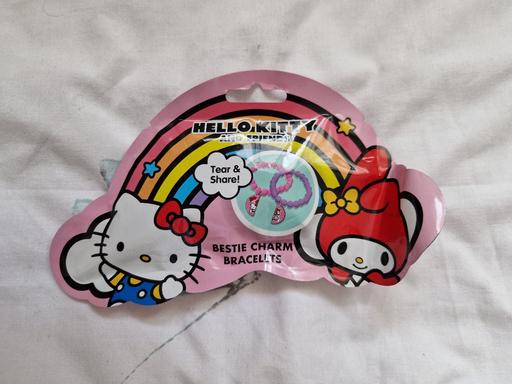 HELLO KITTY
AND FRIENDS
Tear &
Share!
BESTIE CHARM
BRACELETS